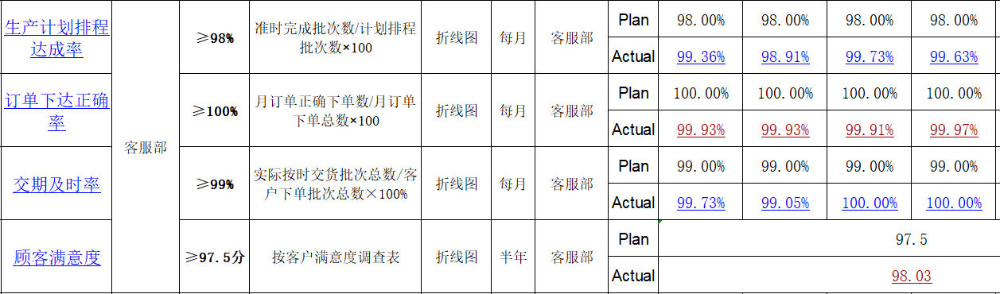 生产计划排程
达成率
客服部
≥98%
准时完成批次数/计划排程
批次数×100
折线图
每月
客服部
Plan 98.00% 98.00% 98.00% 98.00%
Actual 99.36% 98.91% 99.73% 99.63%
订单下达正确
率
≥100%
月订单正确下单数/月订单
下单总数×100
折线图
每月
客服部
Plan 100.00% 100.00% 100.00% 100.00%
Actual 99.93% 99.93% 99.91% 99.97%
交期及时率
≥99%
实际按时交货批次总数/客
户下单批次总数×100%
折线图
每月
客服部
Plan 99.00% 99.00% 99.00% 99.00%
Actual 99.73% 99.05% 100.00% 100.00%
顾客满意度
≥97.5分
按客户满意度调查表
折线图
半年
客服部
Plan 97.5
Actual 98.03